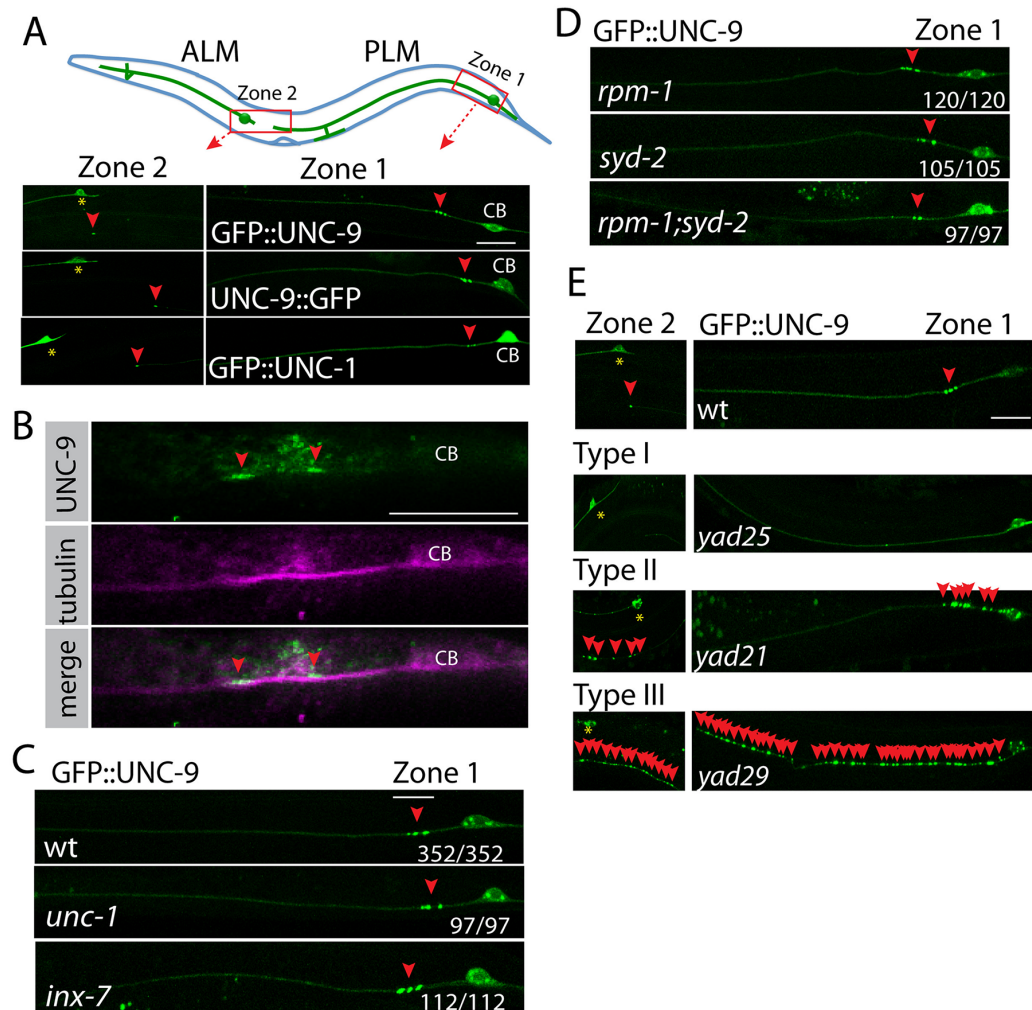 A
ALM
PLM
Zone 2
Zone 1
Zone 2
Zone 1
*
CB
GFP::UNC-9
*
CB
UNC-9::GFP
*
CB
GFP::UNC-1
B
UNC-9
CB
tubulin
CB
merge
CB
C
GFP::UNC-9
Zone 1
wt
352/352
unc-1
97/97
inx-7
112/112
D
GFP::UNC-9
Zone 1
rpm-1
120/120
syd-2
105/105
rpm-1;syd-2
97/97
E
Zone 2
GFP::UNC-9
Zone 1
*
wt
Type I
*
yad25
Type II
*
yad21
Type III
*
yad29